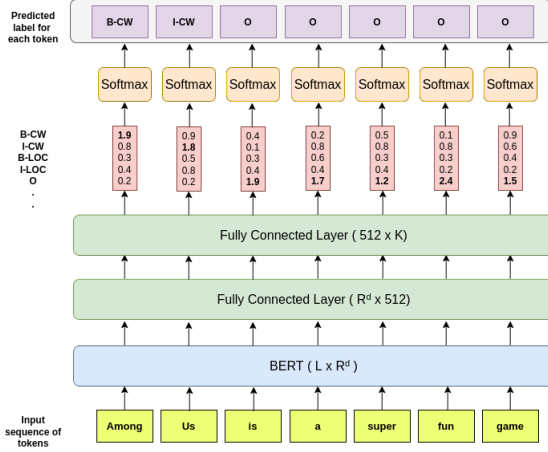 Predicted
label for
each token
B-CW I-CW O O O O O
Softmax Softmax Softmax Softmax Softmax Softmax Softmax
B-CW 1.9 0.9 0.4 0.2 0.5 0.1 0.9
I-CW 0.8 1.8 0.1 0.8 0.8 0.8 0.6
B-LOC 0.3 0.5 0.3 0.6 0.3 0.3 0.4
I-LOC 0.4 0.8 0.4 0.4 0.4 0.2 0.2
O 0.2 0.2 1.9 1.7 1.2 2.4 1.5
.
.
Fully Connected Layer ( 512 x K)
Fully Connected Layer ( Rᵈ x 512)
BERT ( L x Rᵈ )
Input
sequence of
tokens
Among Us is a super fun game